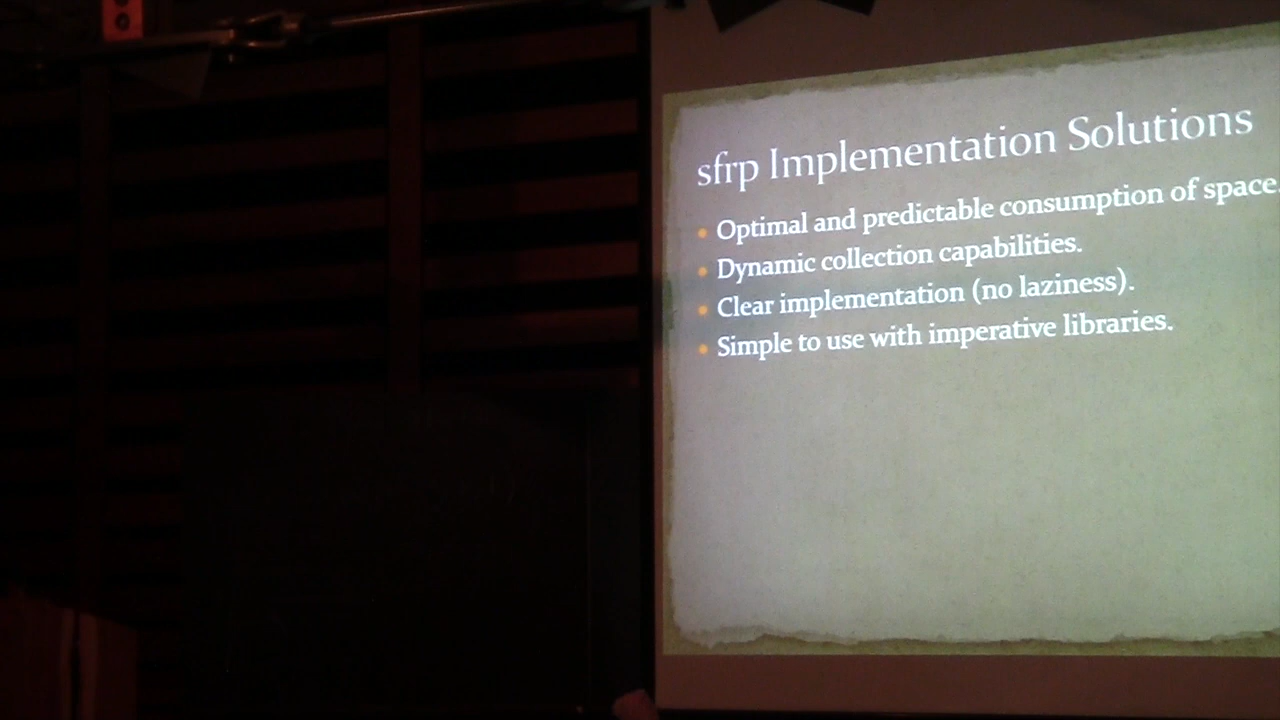 sfrp Implementation Solutions
• Optimal and predictable consumption of space.
• Dynamic collection capabilities.
• Clear implementation (no laziness).
• Simple to use with imperative libraries.